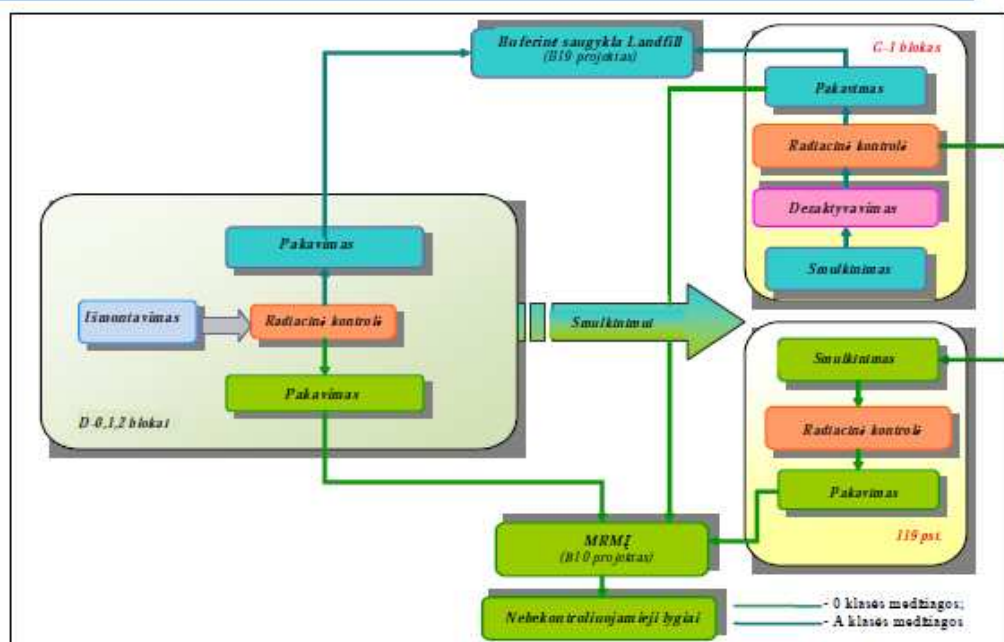 Buferinė saugykla Landfill
(B19 projektas)
G-1 blokas
Pakavimas
Radiacinė kontrolė
Dezaktyvavimas
Smulkinimas
Pakavimas
Išmontavimas
Radiacinė kontrolė
Pakavimas
D-0,1,2 blokai
Smulkinimui
Smulkinimas
Radiacinė kontrolė
Pakavimas
119 pst.
MRMĮ
(B10 projektas)
Nebekontroliuojamieji lygiai
- 0 klasės medžiagos;
- A klasės medžiagos